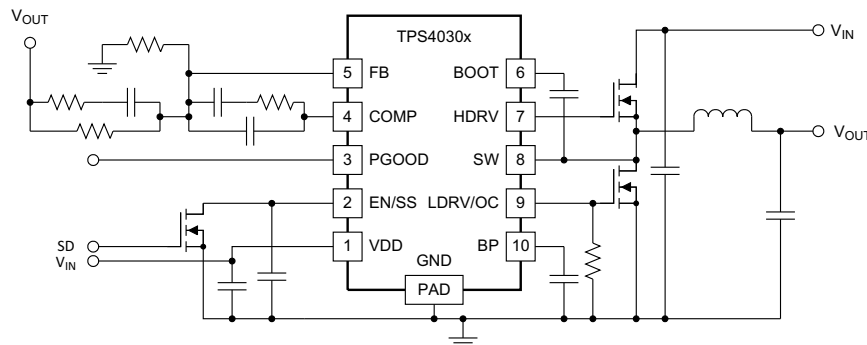 VOUT
TPS4030x
VIN
5 FB BOOT 6
4 COMP HDRV 7
3 PGOOD SW 8
VOUT
2 EN/SS LDRV/OC 9
SD
VIN
1 VDD BP 10
GND
PAD